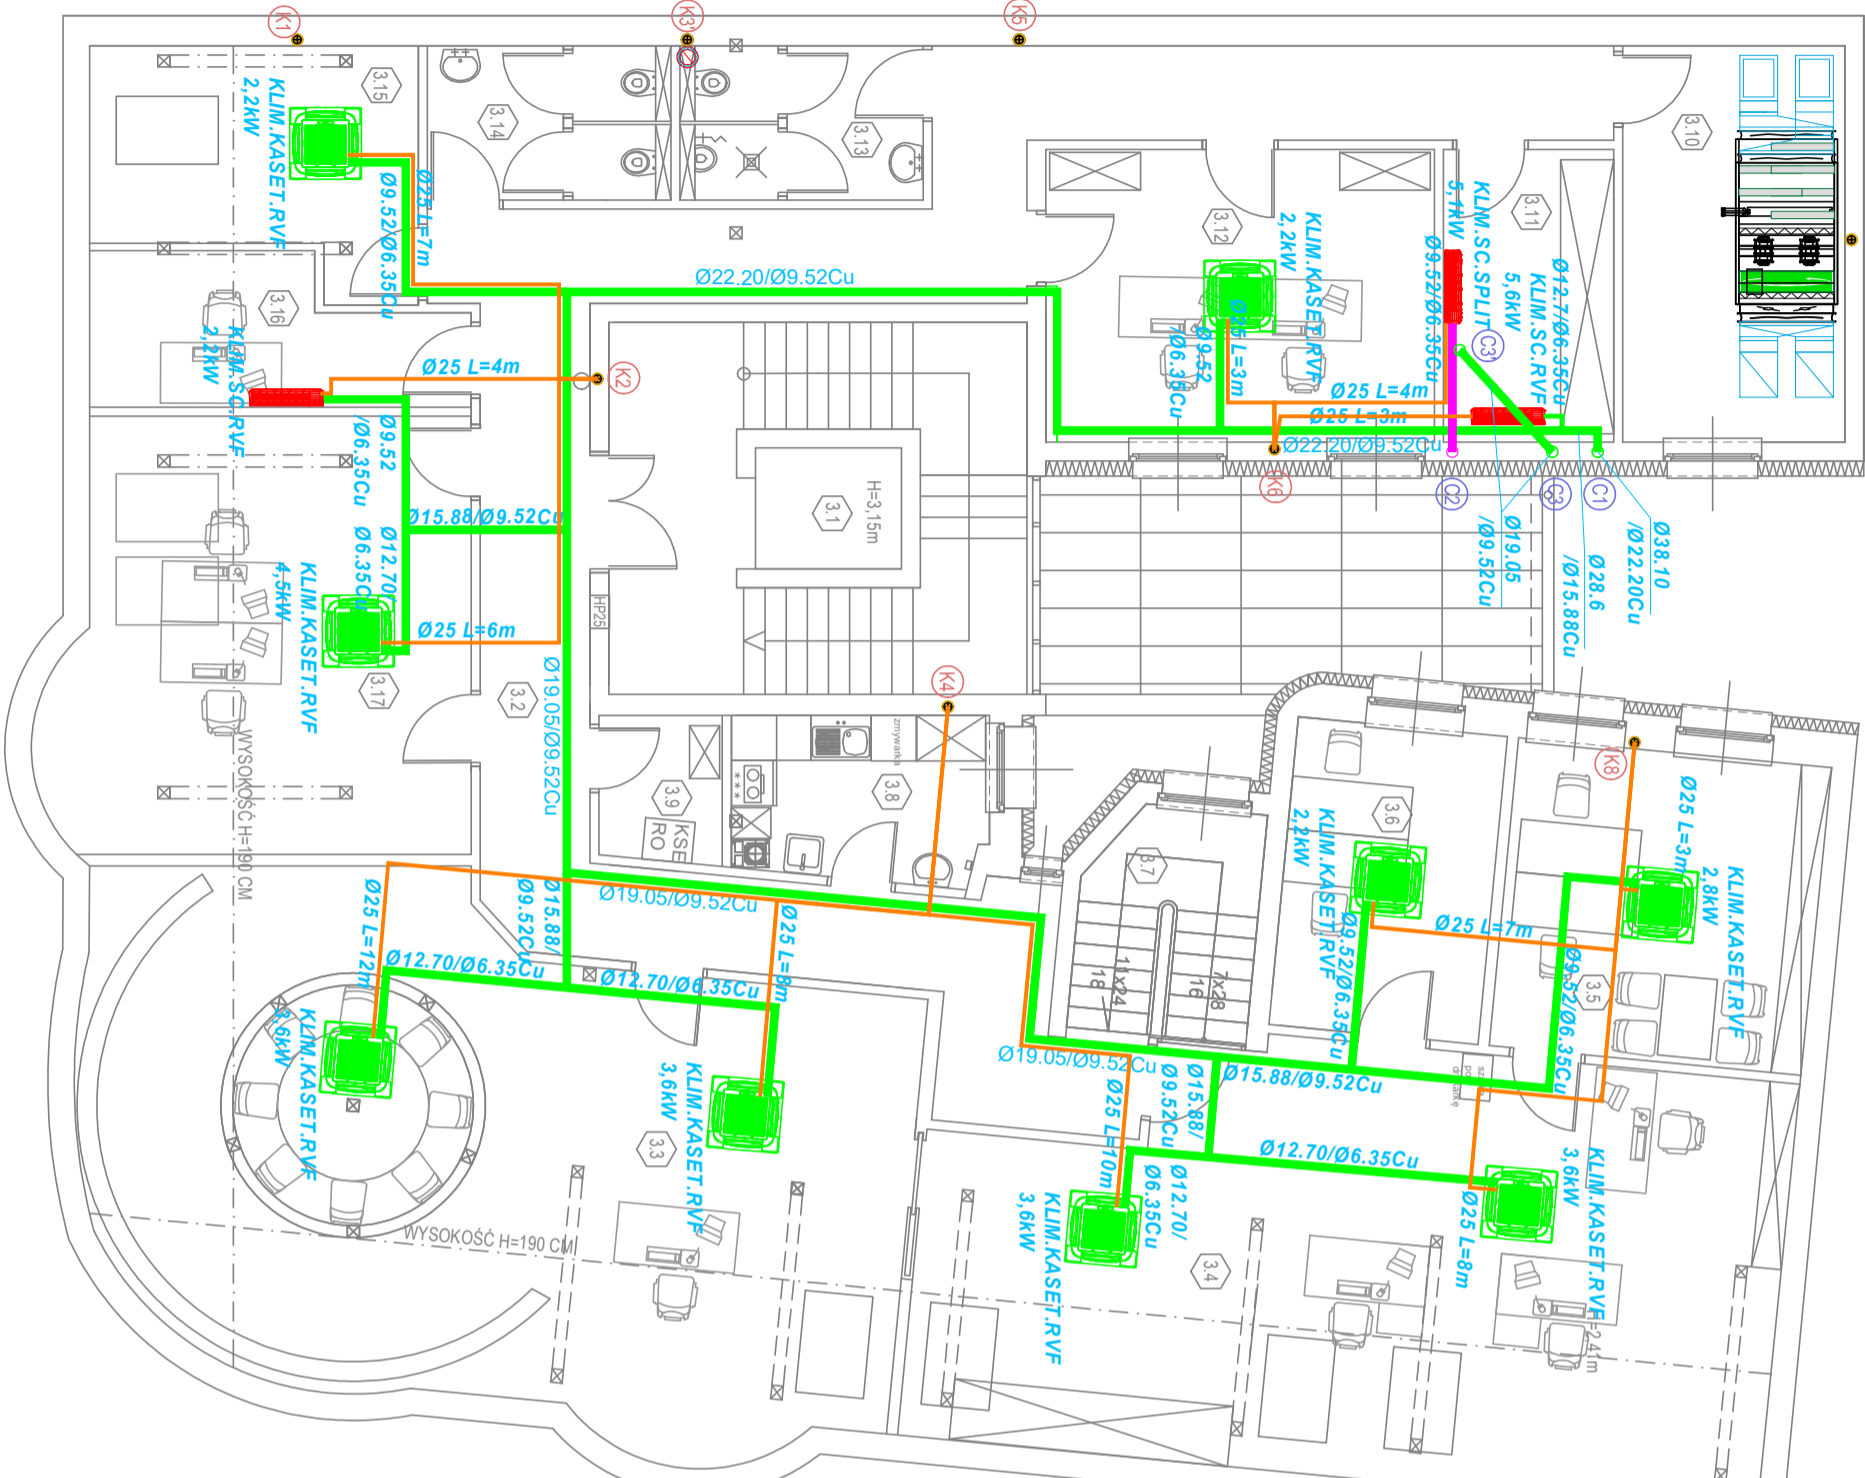 K1
K3'
K5
3.15
KLIM.KASET.RVF
2,2kW
3.14
3.13
3.10
Ø25 L=7m
Ø9.52/Ø6.35Cu
3.12
KLIM.KASET.RVF
2,2kW
3.11
KLIM.SC.SPLIT
5,1kW
Ø9.52/Ø6.35Cu
Ø12.7/Ø6.35Cu
KLIM.SC.RVF
5,6kW
Ø22.20/Ø9.52Cu
3.16
KLIM.SC.RVF
2,2kW
Ø25 L=4m
K2
Ø25 L=3m
Ø9.52
/Ø6.35Cu
C3'
Ø25 L=4m
Ø25 L=3m
Ø22.20/Ø9.52Cu
K6
C2
C3
C1
Ø9.52
/Ø6.35Cu
Ø15.88/Ø9.52Cu
3.1
H=3,15m
Ø19.05
/Ø9.52Cu
Ø28.6
/Ø15.88Cu
Ø38.10
/Ø22.20Cu
Ø12.70/
Ø6.35Cu
KLIM.KASET.RVF
4,5kW
HP25
Ø25 L=6m
3.17
3.2
Ø19.05/Ø9.52Cu
K4
zmywarka
K8
WYSOKOŚĆ H=190 CM
3.9
3.8
KSE
RO
3.7
3.6
KLIM.KASET.RVF
2,2kW
Ø25 L=3m
KLIM.KASET.RVF
2,8kW
Ø25 L=12m
Ø15.88/
Ø9.52Cu
Ø19.05/Ø9.52Cu
Ø25 L=8m
Ø25 L=7m
Ø9.52/Ø6.35Cu
Ø9.52/Ø6.35Cu
3.5
Ø12.70/Ø6.35Cu
Ø12.70/Ø6.35Cu
11x24
18
7x28
16
KLIM.KASET.RVF
3,6kW
Ø19.05/Ø9.52Cu
Ø15.88/Ø9.52Cu
KLIM.KASET.RVF
3,6kW
3.3
Ø25 L=10m
Ø15.88/
Ø9.52Cu
Ø12.70/Ø6.35Cu
Ø12.70/
Ø6.35Cu
KLIM.KASET.RVF
3,6kW
KLIM.KASET.RVF
3,6kW
Ø25 L=8m
3.4
WYSOKOŚĆ H=190 CM